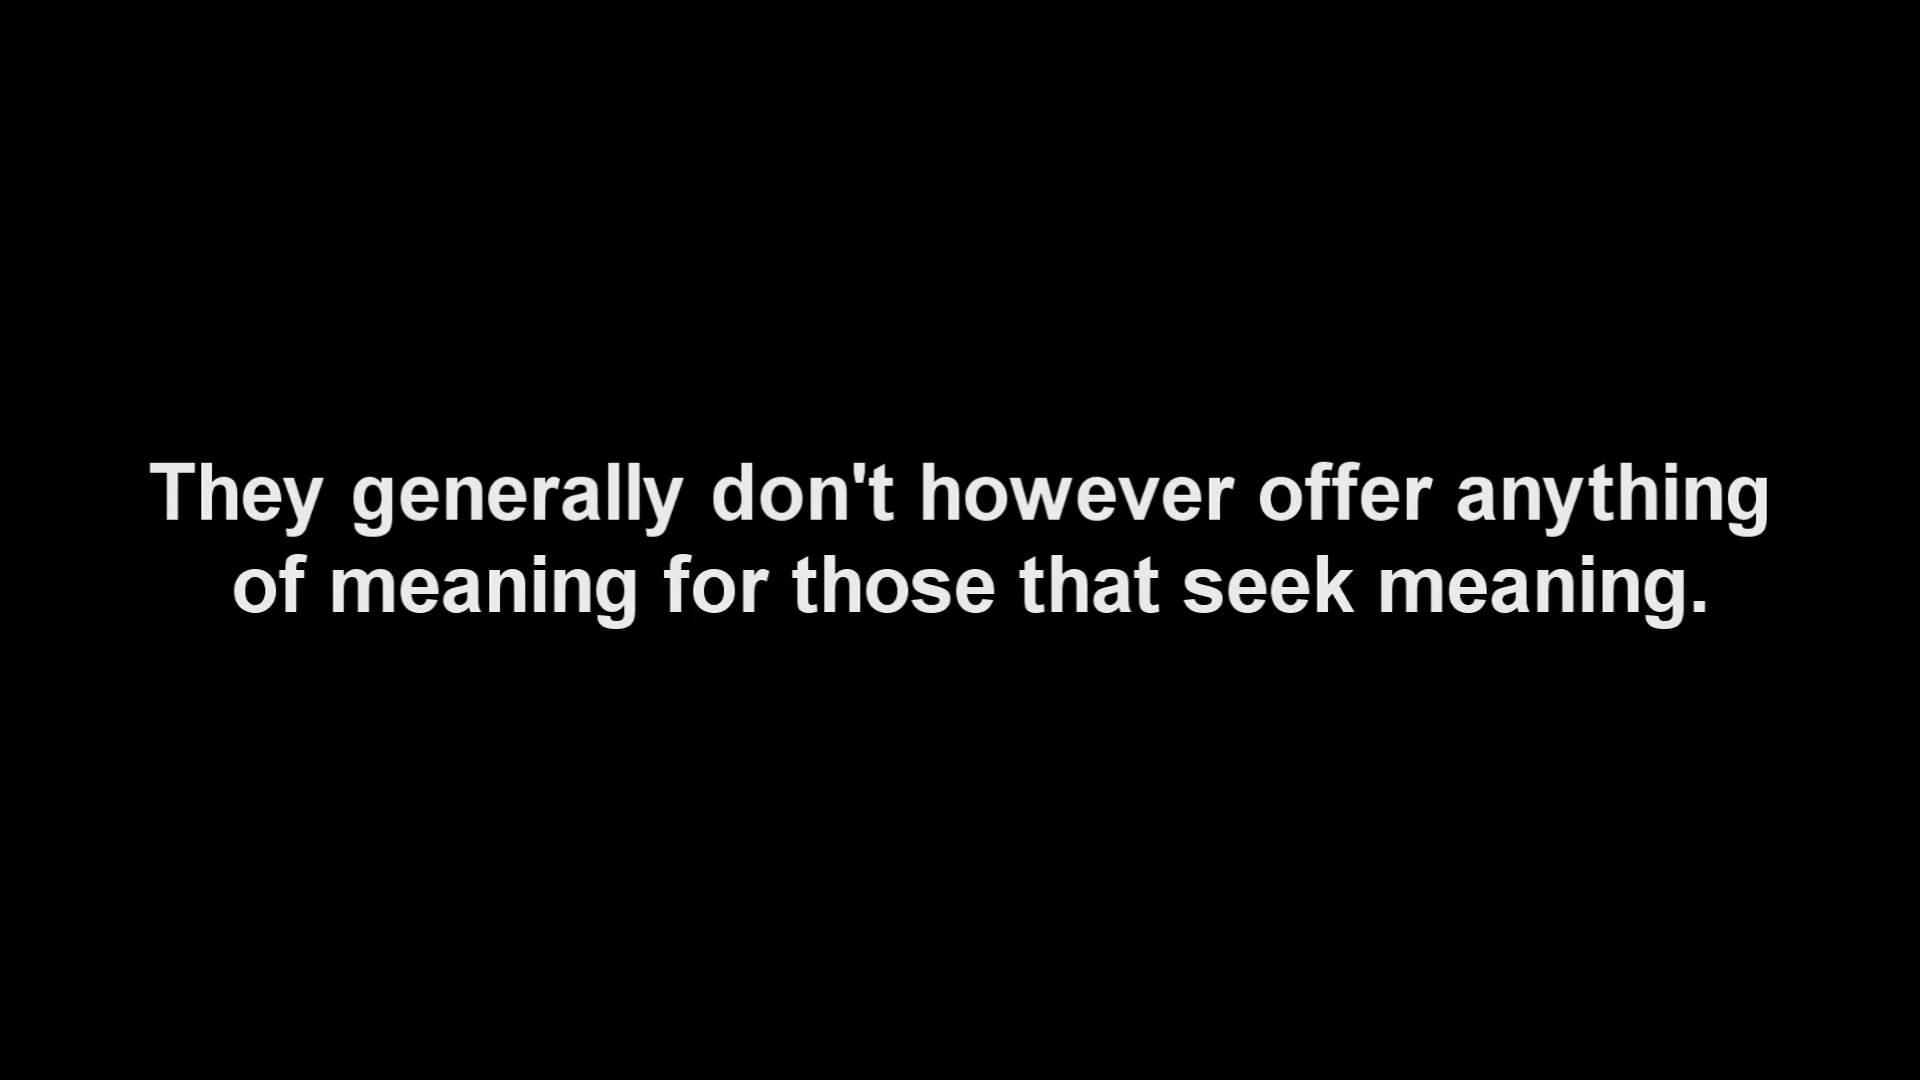 They generally don't however offer anything
of meaning for those that seek meaning.